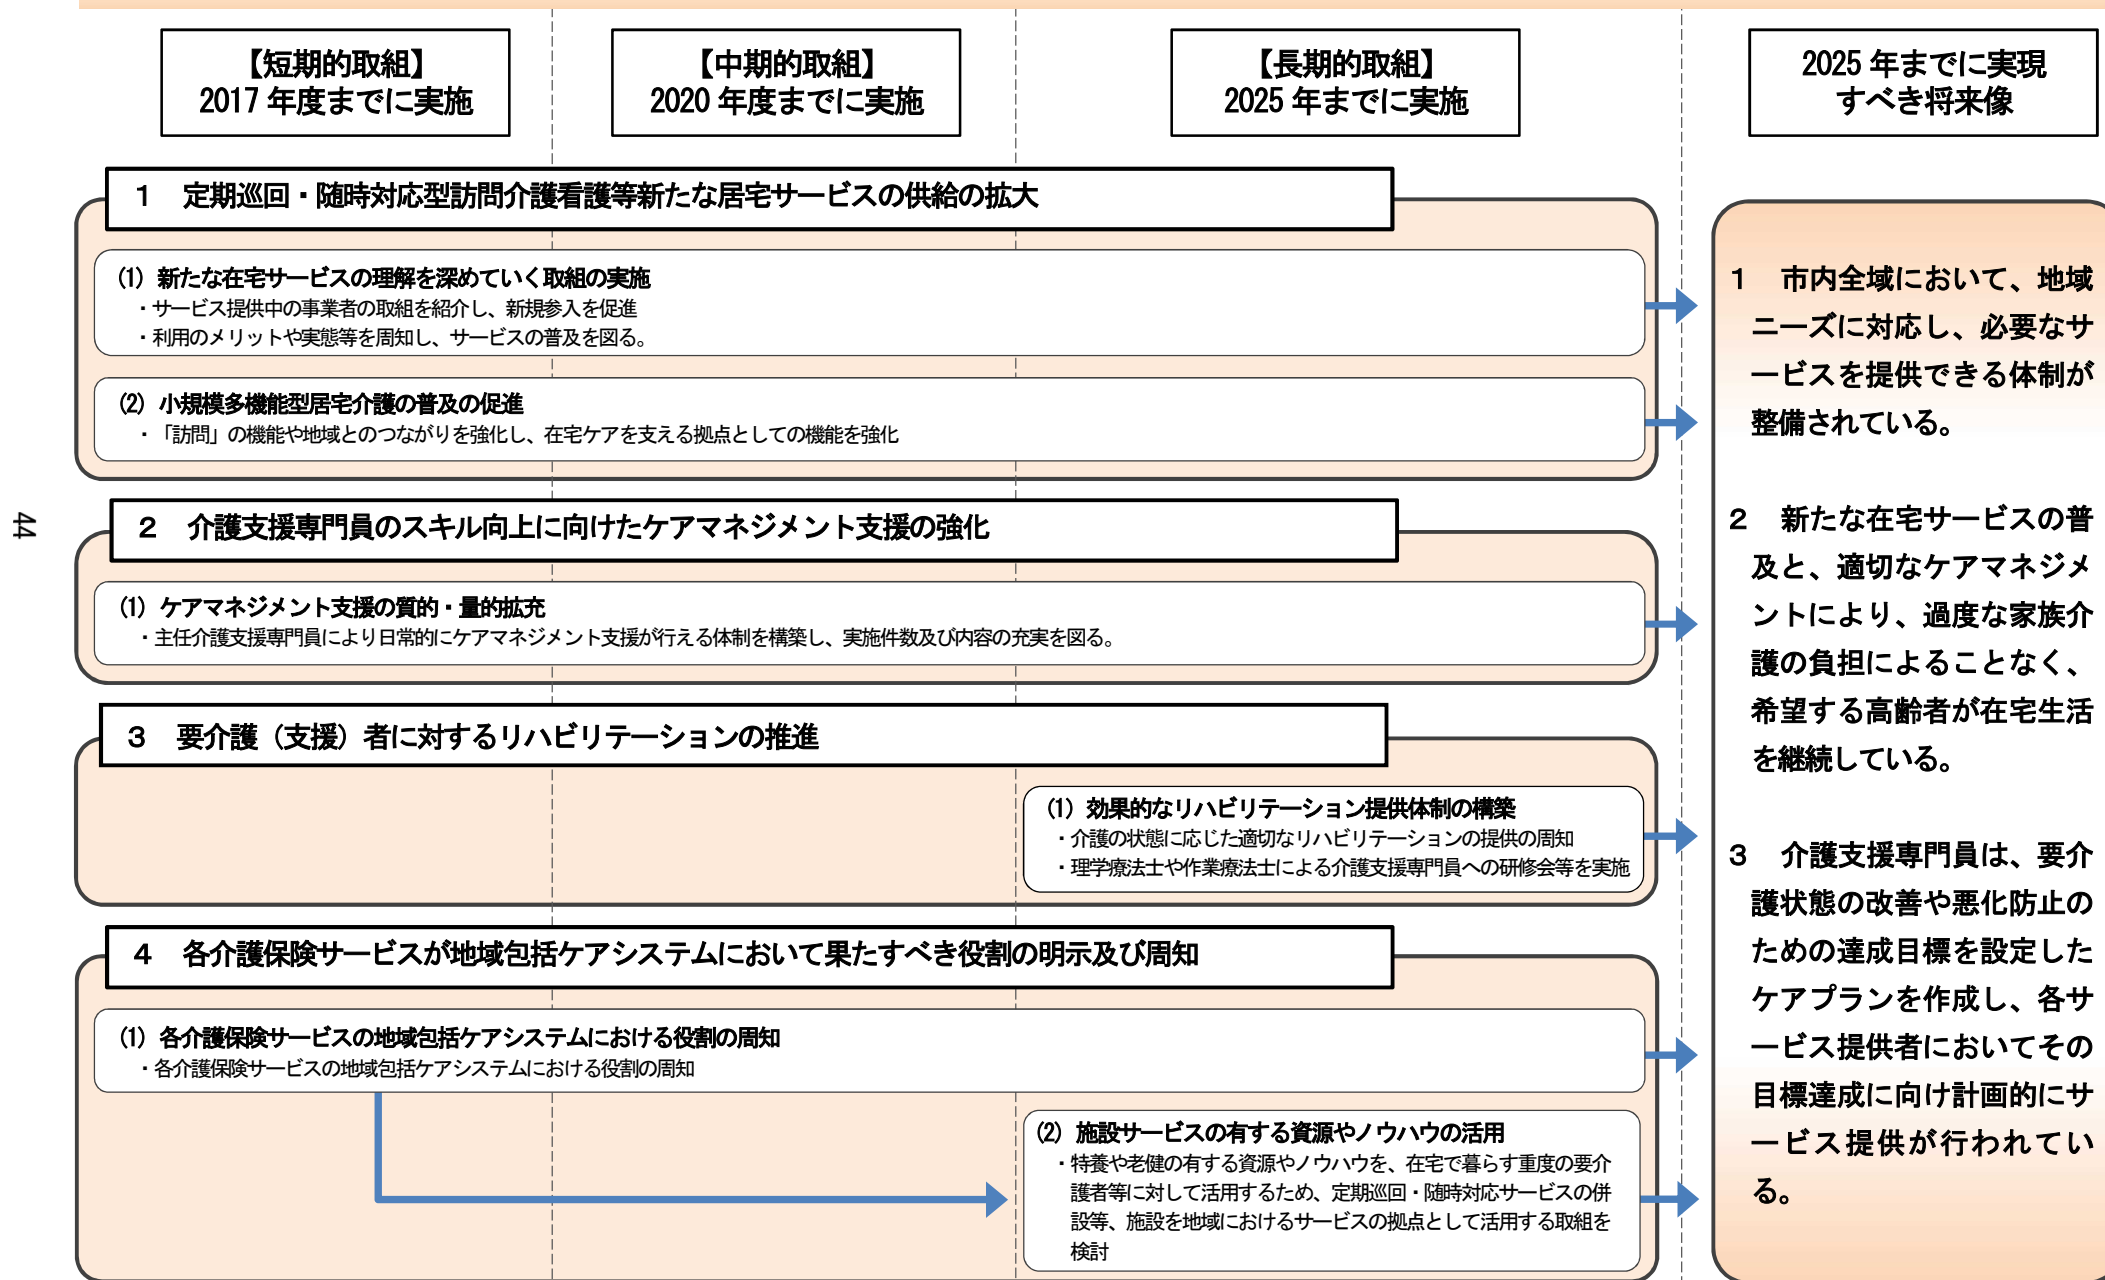 【短期的取組】
2017 年度までに実施
【中期的取組】
2020 年度までに実施
【長期的取組】
2025 年までに実施
2025 年までに実現
すべき将来像
1 定期巡回・随時対応型訪問介護看護等新たな居宅サービスの供給の拡大
(1) 新たな在宅サービスの理解を深めていく取組の実施
・サービス提供中の事業者の取組を紹介し、新規参入を促進
・利用のメリットや実態等を周知し、サービスの普及を図る。
(2) 小規模多機能型居宅介護の普及の促進
・「訪問」の機能や地域とのつながりを強化し、在宅ケアを支える拠点としての機能を強化
2 介護支援専門員のスキル向上に向けたケアマネジメント支援の強化
(1) ケアマネジメント支援の質的・量的拡充
・主任介護支援専門員により日常的にケアマネジメント支援が行える体制を構築し、実施件数及び内容の充実を図る。
3 要介護（支援）者に対するリハビリテーションの推進
(1) 効果的なリハビリテーション提供体制の構築
・介護の状態に応じた適切なリハビリテーションの提供の周知
・理学療法士や作業療法士による介護支援専門員への研修会等を実施
4 各介護保険サービスが地域包括ケアシステムにおいて果たすべき役割の明示及び周知
(1) 各介護保険サービスの地域包括ケアシステムにおける役割の周知
・各介護保険サービスの地域包括ケアシステムにおける役割の周知
(2) 施設サービスの有する資源やノウハウの活用
・特養や老健の有する資源やノウハウを、在宅で暮らす重度の要介
護者等に対して活用するため、定期巡回・随時対応サービスの併
設等、施設を地域におけるサービスの拠点として活用する取組を
検討
1 市内全域において、地域
ニーズに対応し、必要なサ
ービスを提供できる体制が
整備されている。
2 新たな在宅サービスの普
及と、適切なケアマネジメ
ントにより、過度な家族介
護の負担によることなく、
希望する高齢者が在宅生活
を継続している。
3 介護支援専門員は、要介
護状態の改善や悪化防止の
ための達成目標を設定した
ケアプランを作成し、各サ
ービス提供者においてその
目標達成に向け計画的にサ
ービス提供が行われてい
る。
44